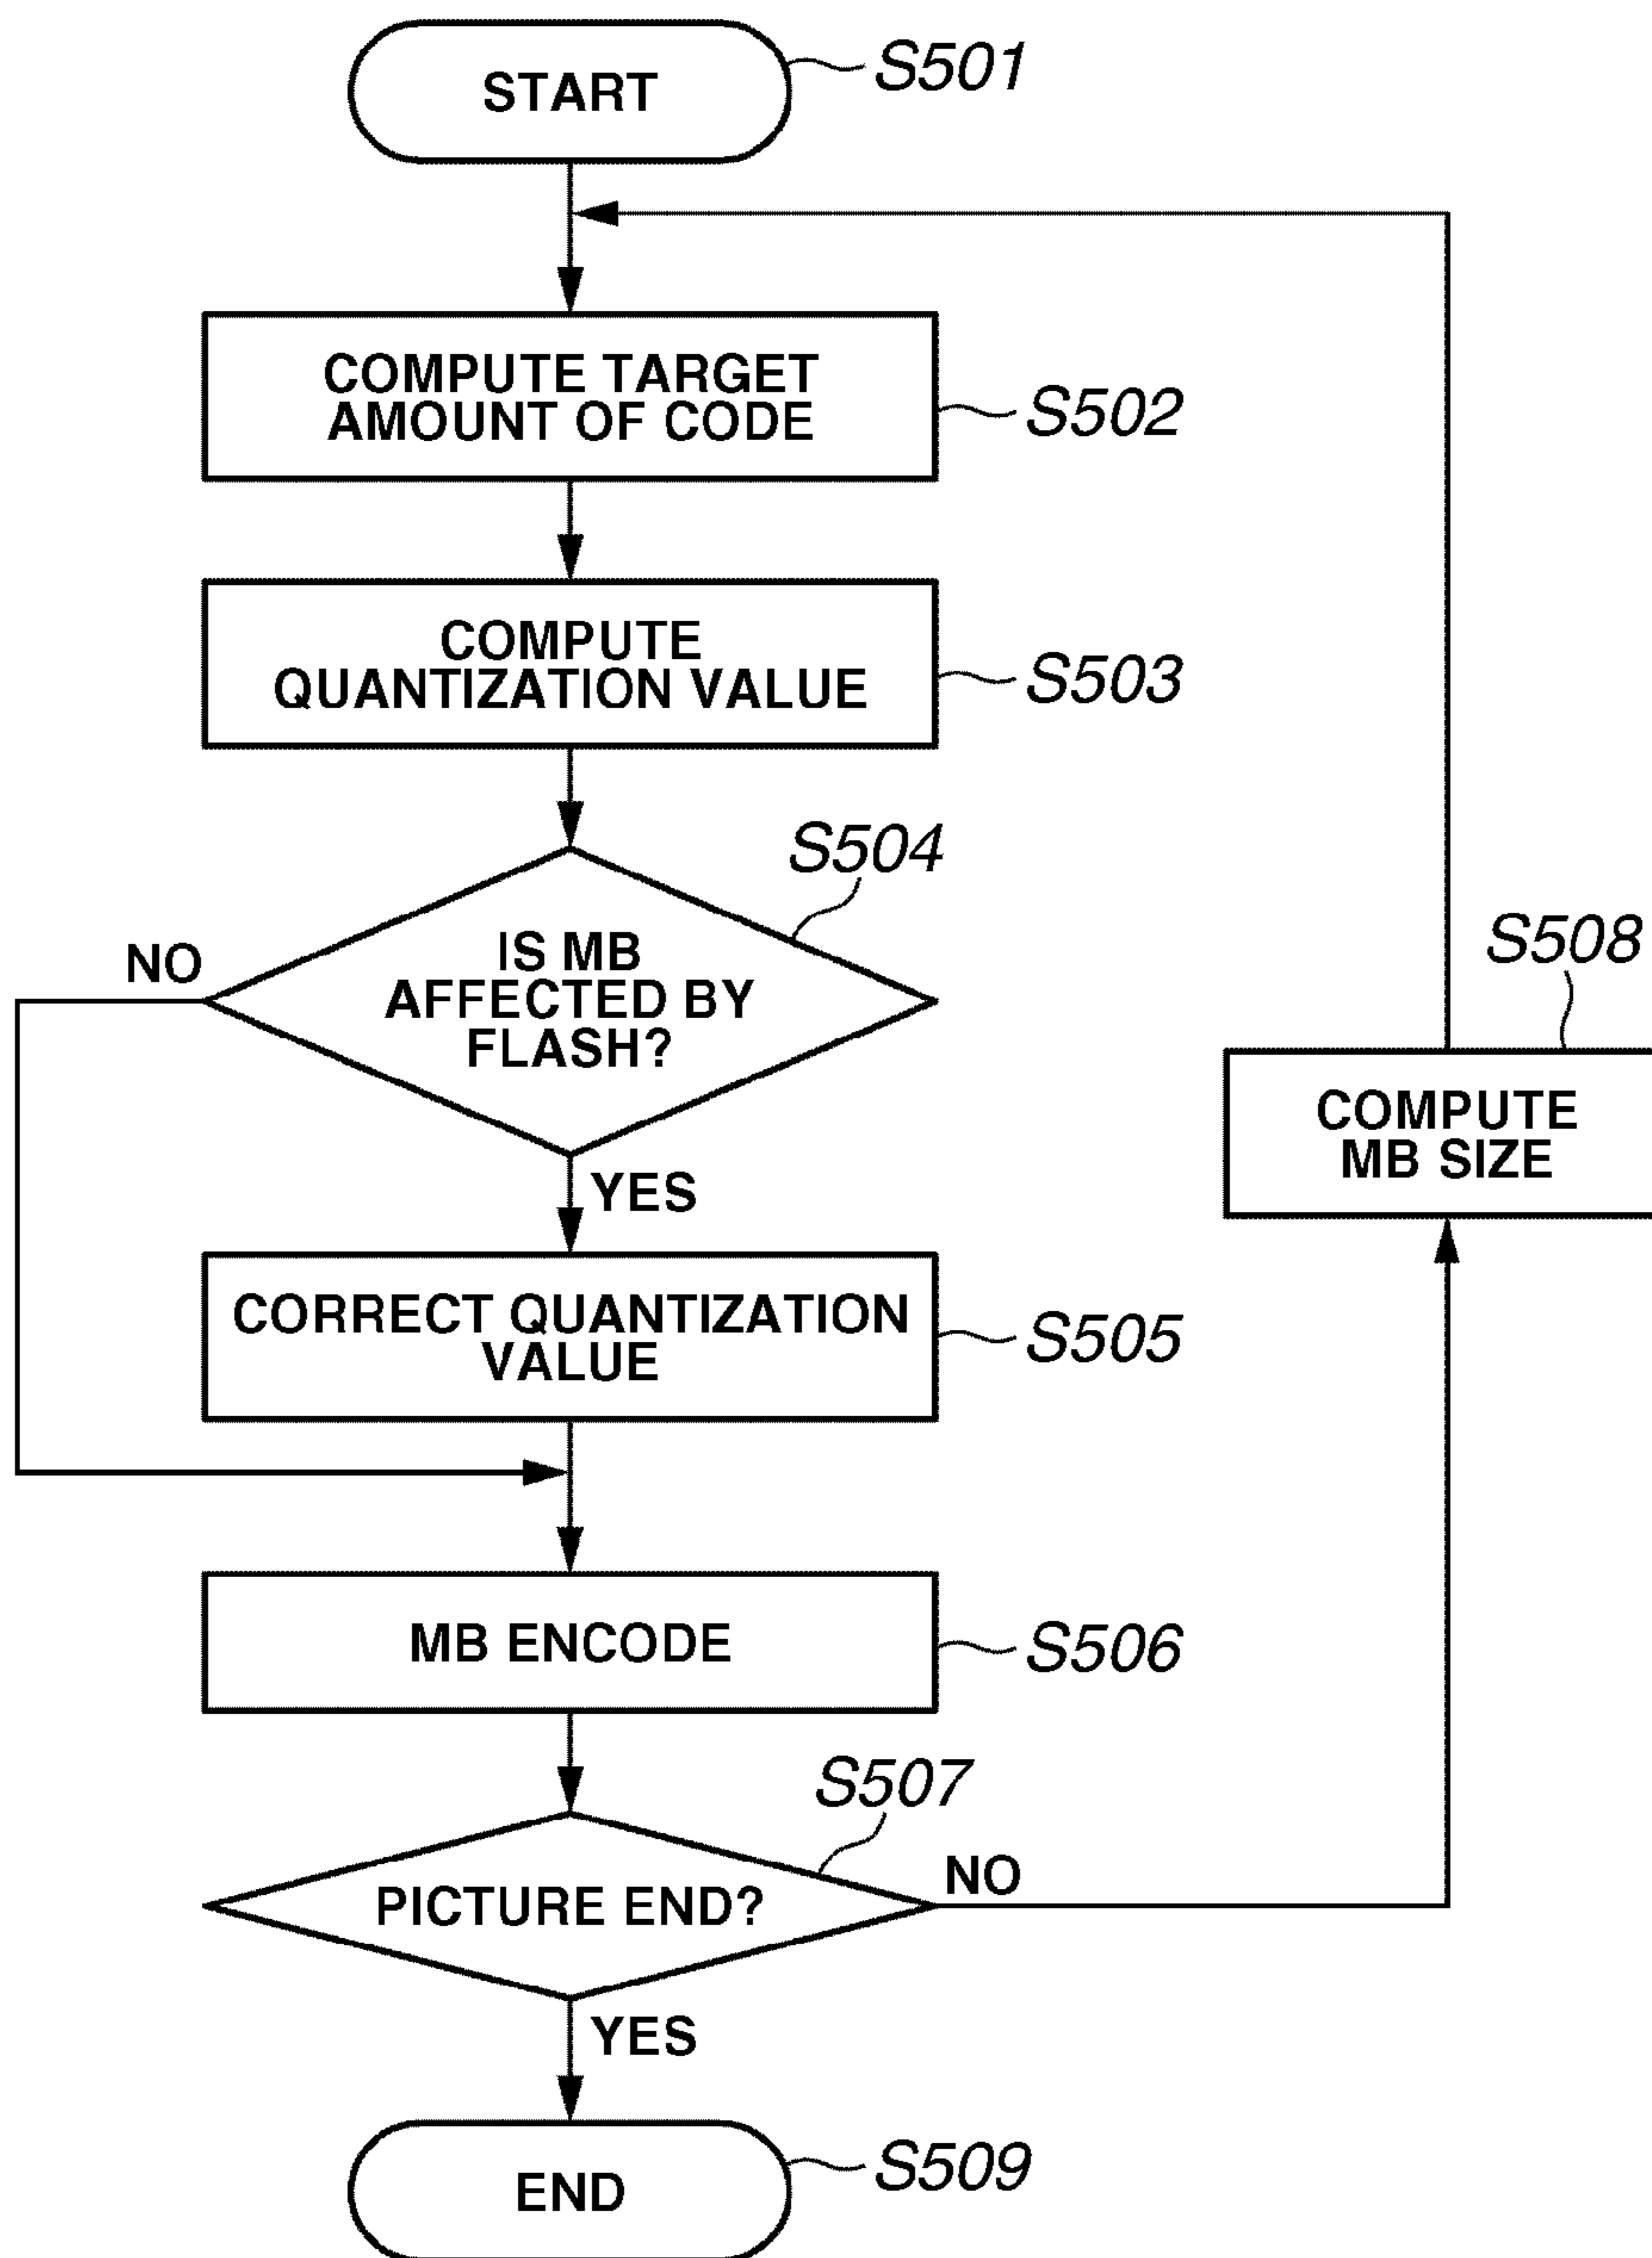 START
S501
COMPUTE TARGET
AMOUNT OF CODE
S502
COMPUTE
QUANTIZATION VALUE
S503
S504
IS MB
AFFECTED BY
FLASH?
NO
YES
S508
COMPUTE
MB SIZE
CORRECT QUANTIZATION
VALUE
S505
MB ENCODE
S506
S507
PICTURE END?
NO
YES
END
S509